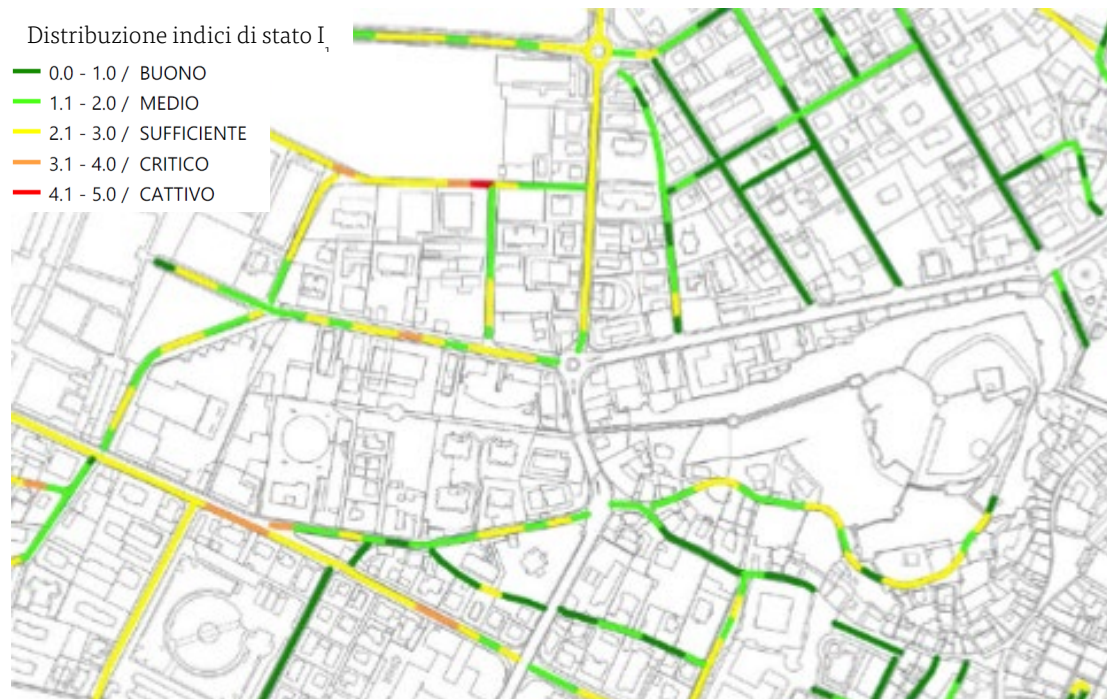 Distribuzione indici di stato I
0.0 - 1.0 / BUONO
1.1 - 2.0 / MEDIO
2.1 - 3.0 / SUFFICIENTE
3.1 - 4.0 / CRITICO
4.1 - 5.0 / CATTIVO